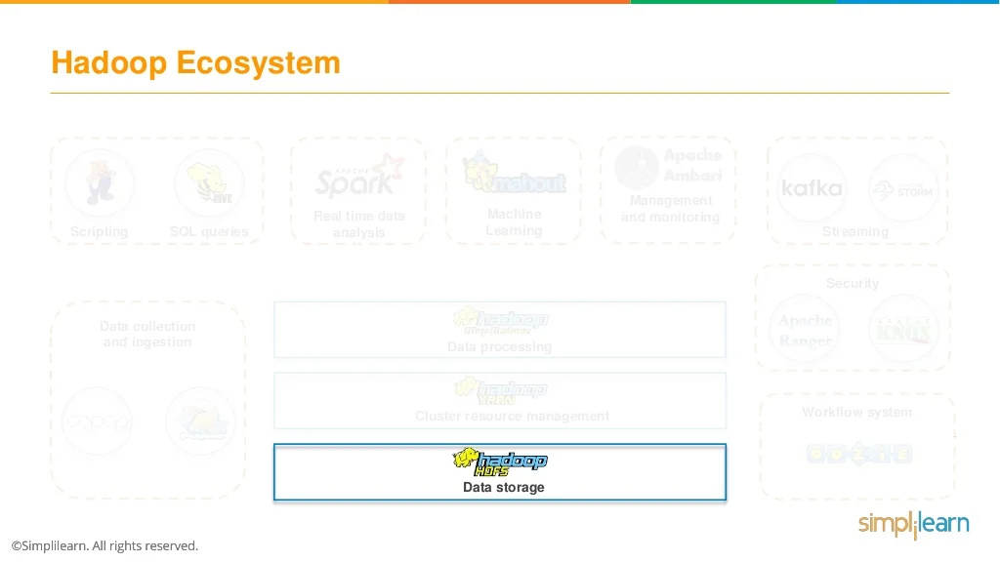 Hadoop Ecosystem
HIVE
Scripting
SQL queries
APACHE
Spark
Real time data
analysis
mahout
Machine
Learning
Apache
Ambari
Management
and monitoring
kafka
STORM
Streaming
Data collection
and ingestion
sqoop
hadoop
MapReduce
Data processing
hadoop
YARN
Cluster resource management
hadoop
HDFS
Data storage
Security
Apache
Ranger
KNOX
Workflow system
OOZIE
simplilearn
©Simplilearn. All rights reserved.